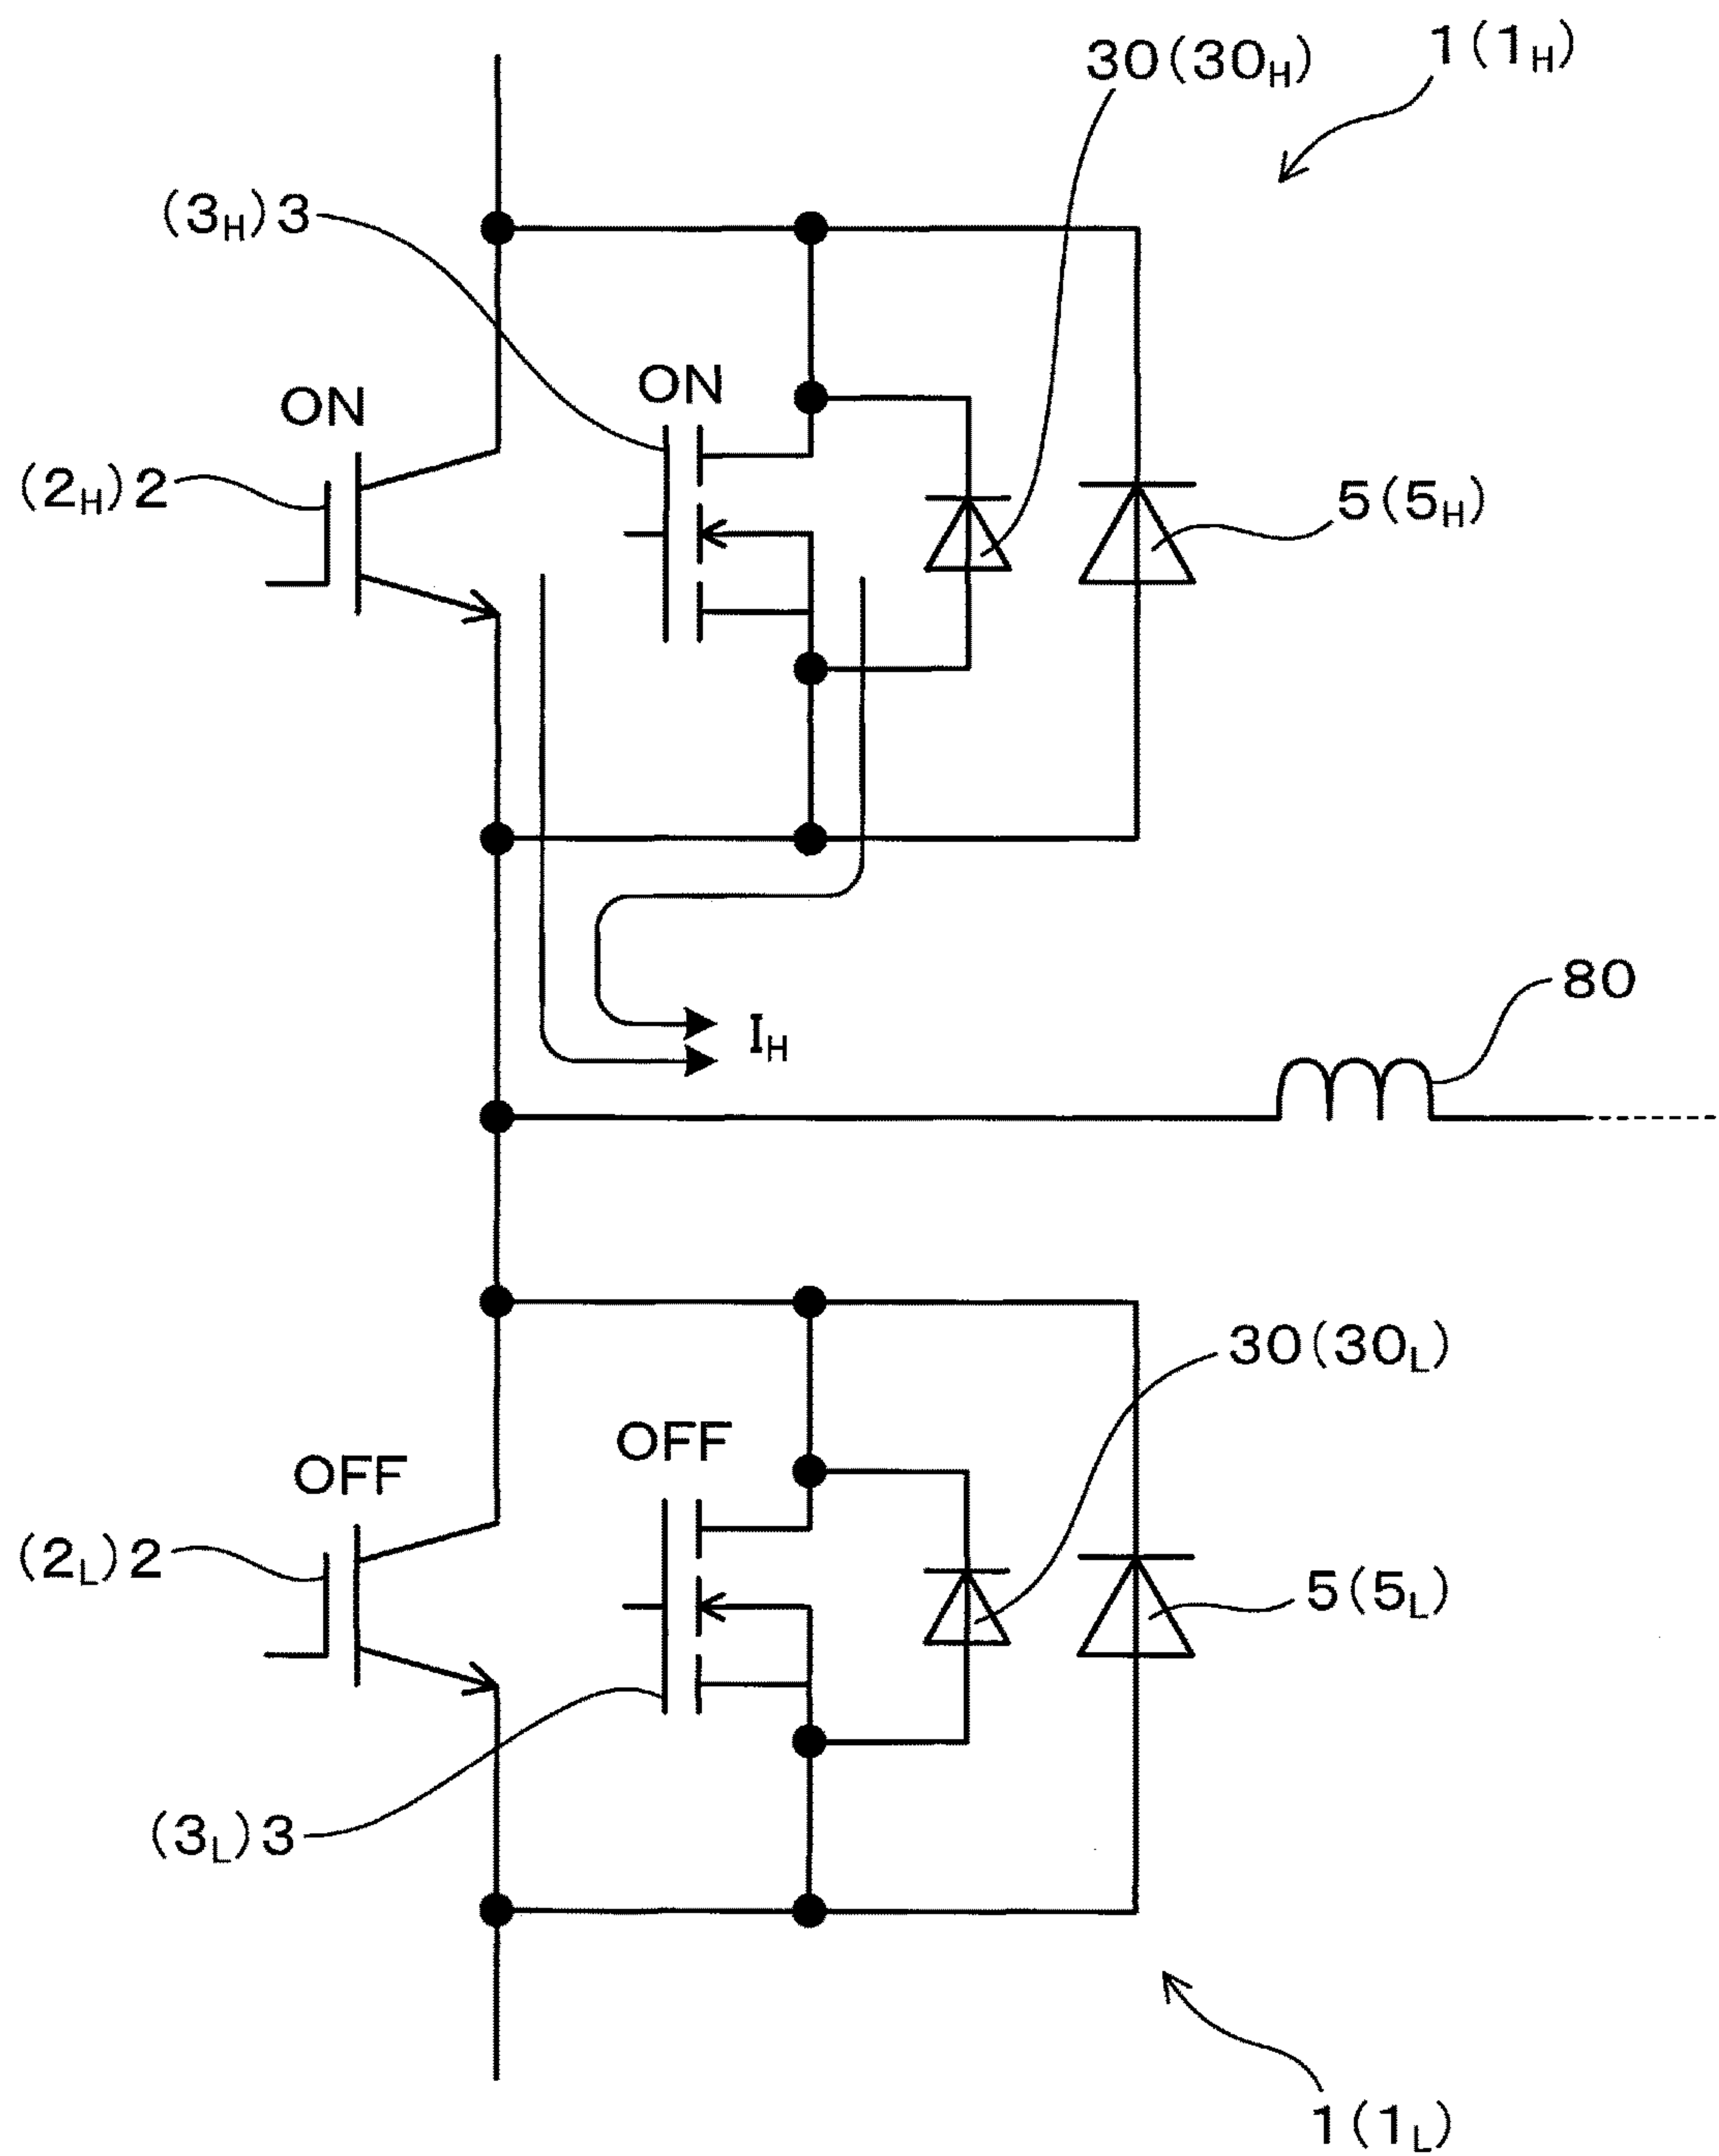 1(1H)
30(30H)
(3H)3
ON
ON
(2H)2
5(5H)
80
IH
30(30L)
OFF
OFF
(2L)2
5(5L)
(3L)3
1(1L)